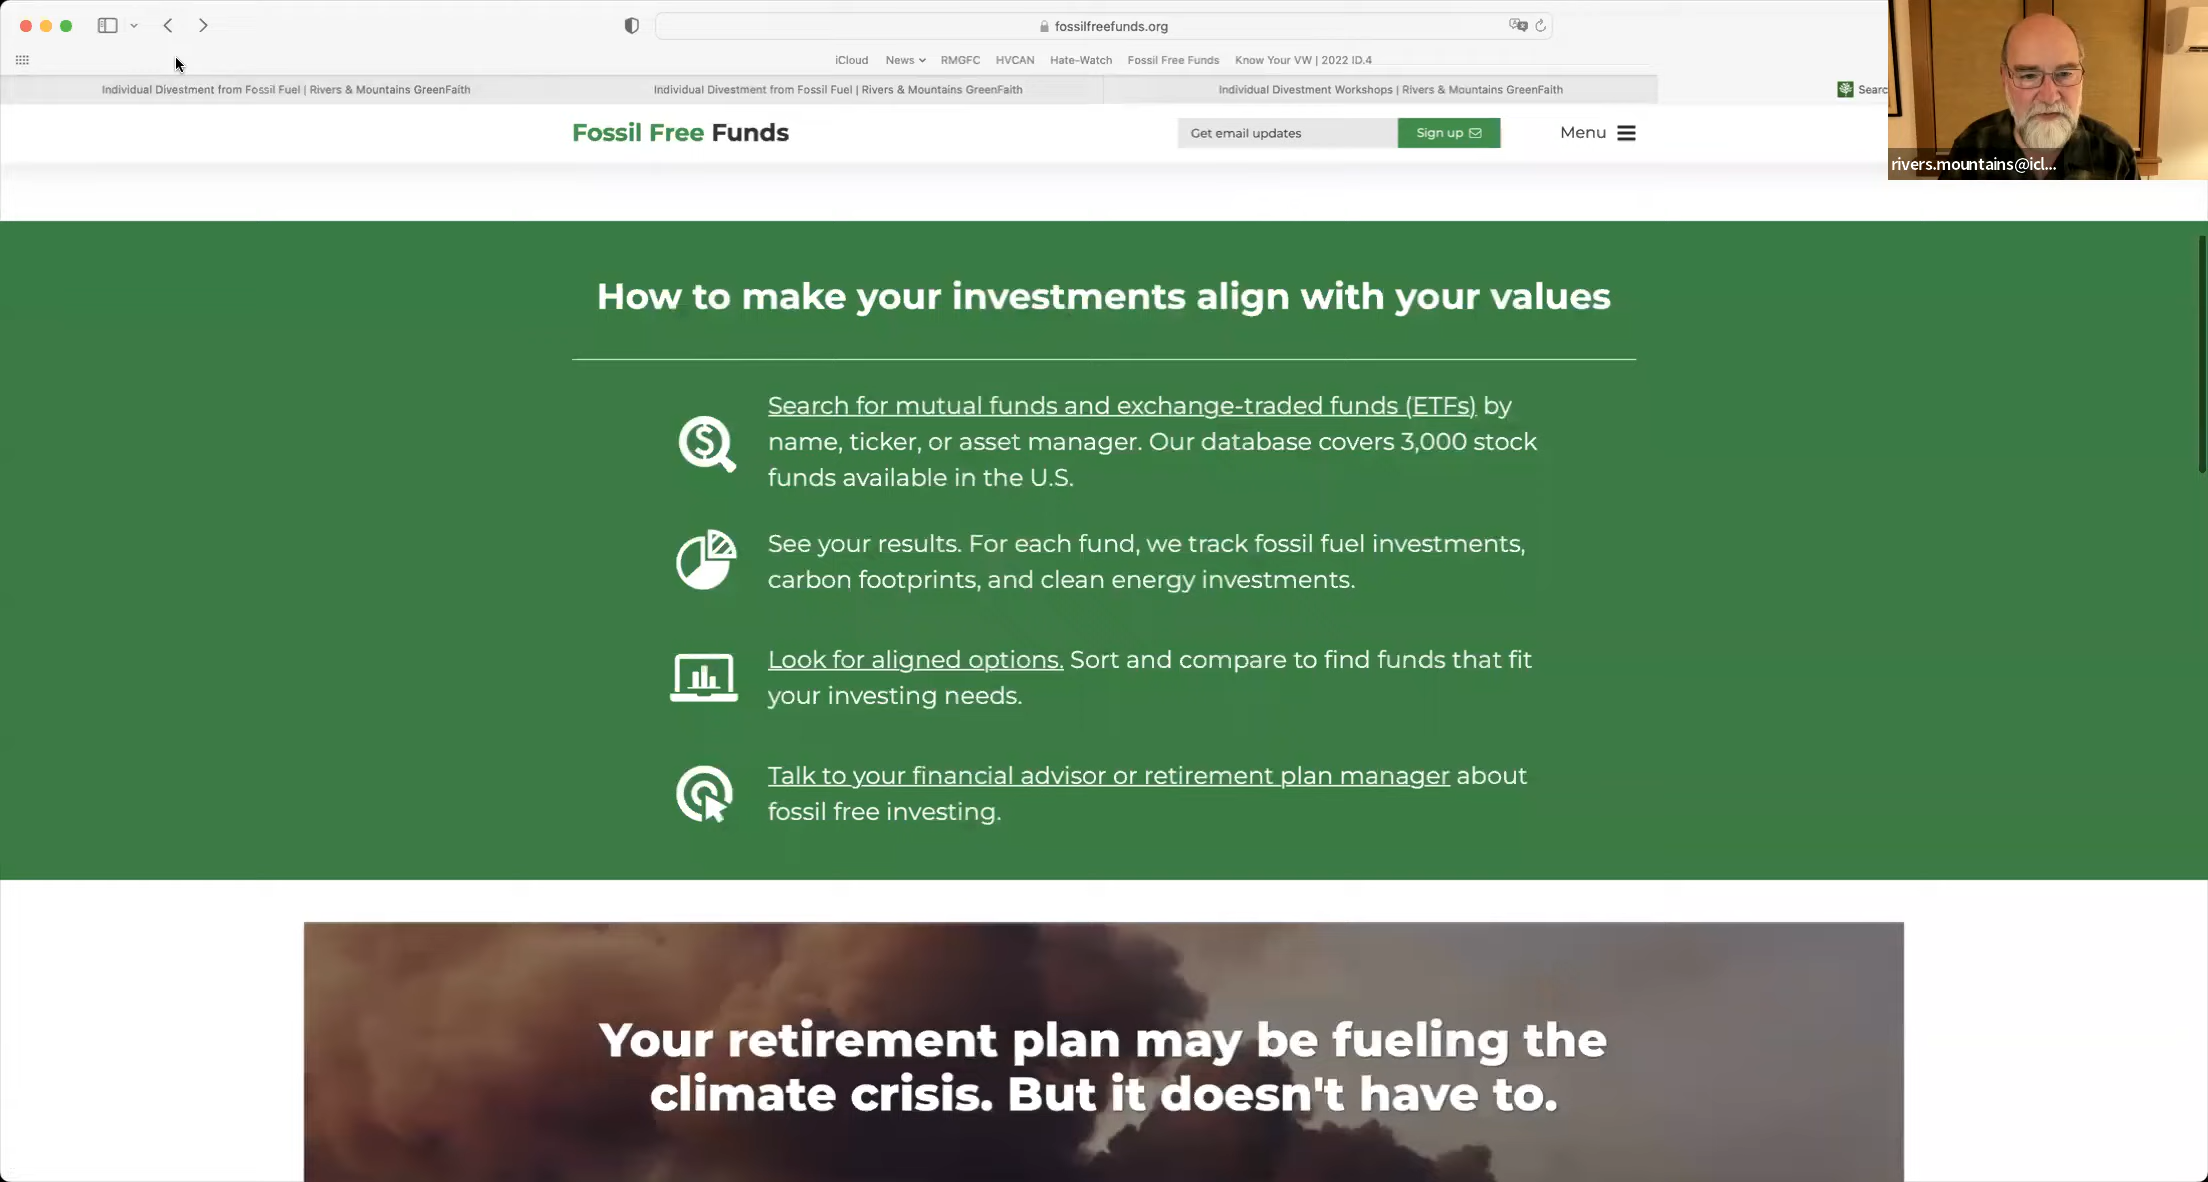 fossilfreefunds.org
iCloud
News
RMGFC
HVCAN
Hate-Watch
Fossil Free Funds
Know Your VW | 2022 ID.4
Individual Divestment from Fossil Fuel | Rivers & Mountains GreenFaith
Individual Divestment from Fossil Fuel | Rivers & Mountains GreenFaith
Individual Divestment Workshops | Rivers & Mountains GreenFaith
Searc
Fossil Free Funds
Get email updates
Sign up
Menu
rivers.mountains@icl...
How to make your investments align with your values
Search for mutual funds and exchange-traded funds (ETFs) by
name, ticker, or asset manager. Our database covers 3,000 stock
funds available in the U.S.
See your results. For each fund, we track fossil fuel investments,
carbon footprints, and clean energy investments.
Look for aligned options. Sort and compare to find funds that fit
your investing needs.
Talk to your financial advisor or retirement plan manager about
fossil free investing.
Your retirement plan may be fueling the
climate crisis. But it doesn't have to.